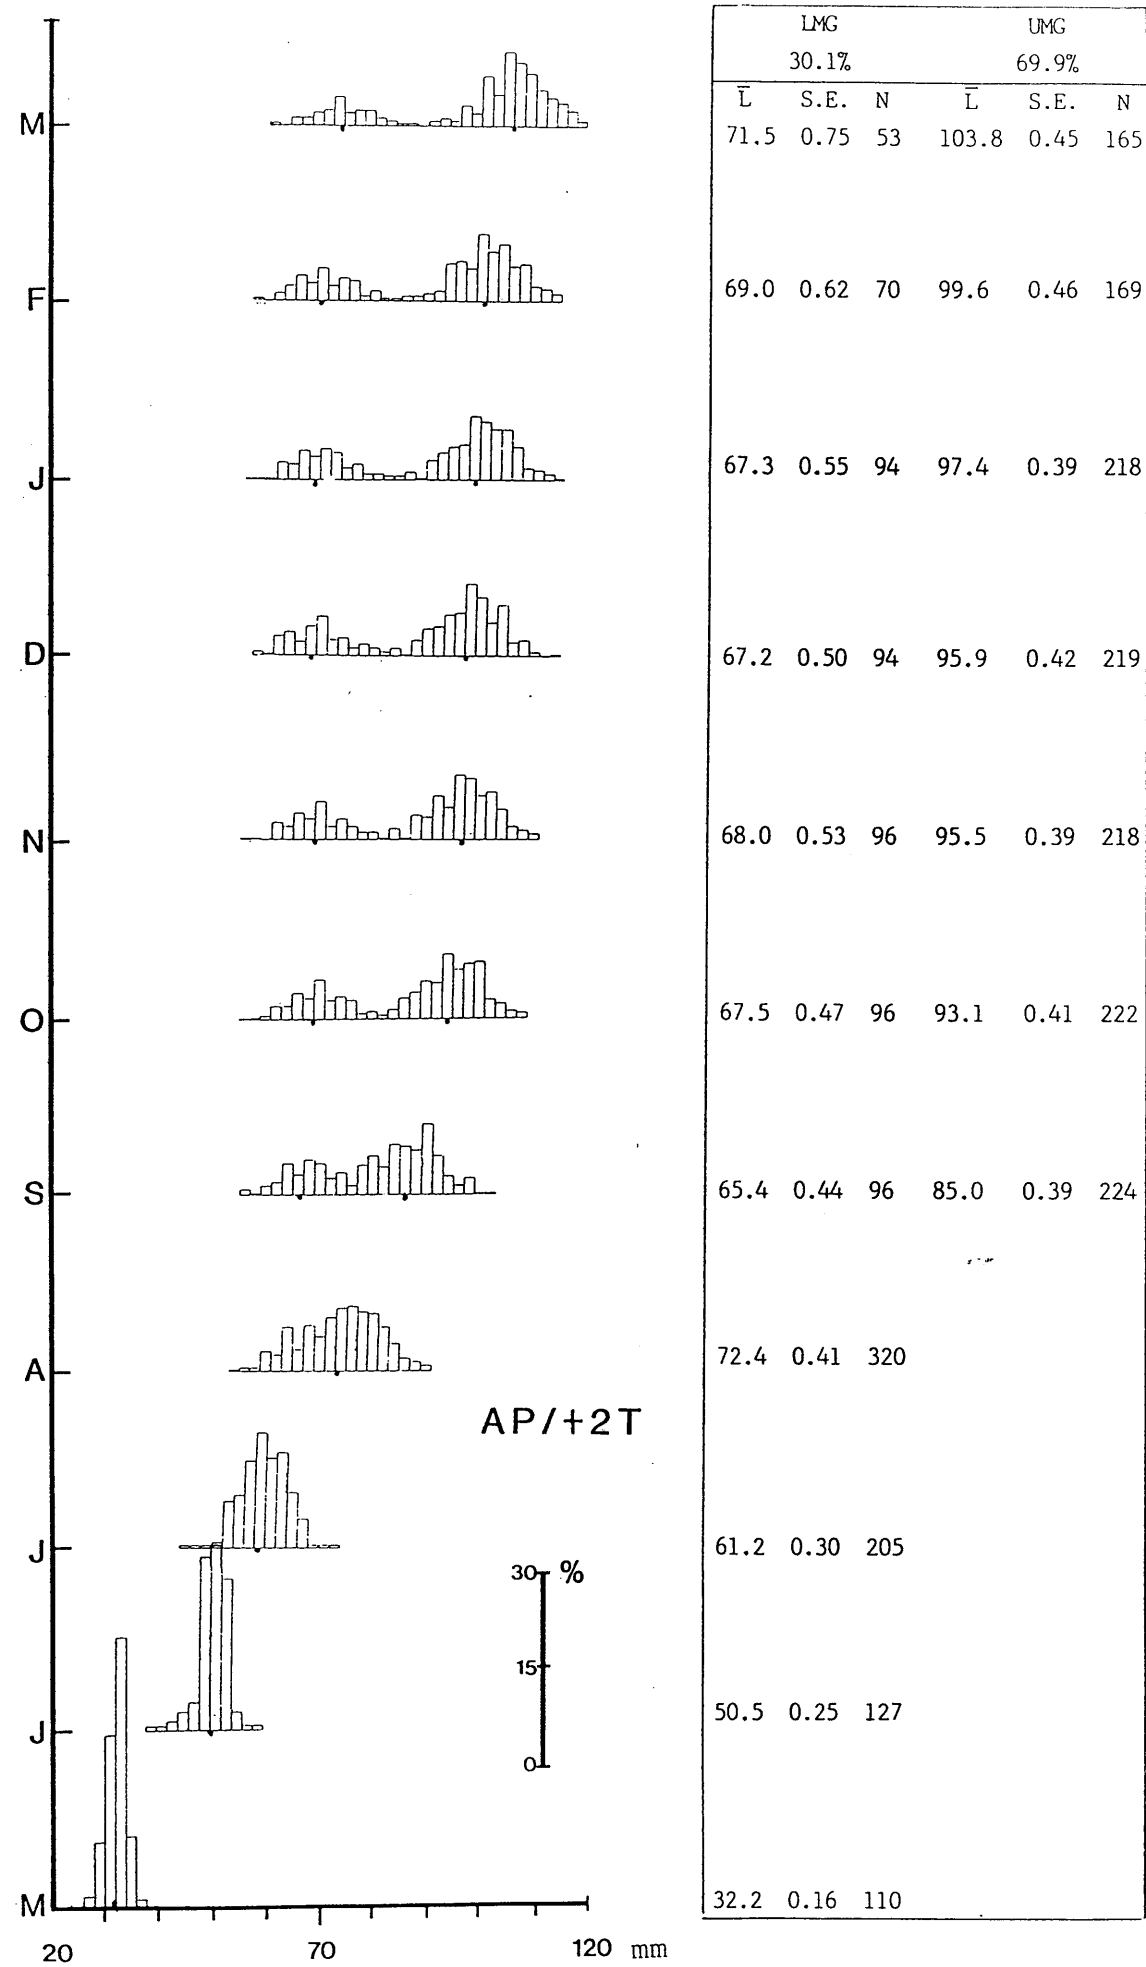 LMG UMG
30.1% 69.9%
L̄ S.E. N L̄ S.E. N
M 71.5 0.75 53 103.8 0.45 165
F 69.0 0.62 70 99.6 0.46 169
J 67.3 0.55 94 97.4 0.39 218
D 67.2 0.50 94 95.9 0.42 219
N 68.0 0.53 96 95.5 0.39 218
O 67.5 0.47 96 93.1 0.41 222
S 65.4 0.44 96 85.0 0.39 224
A 72.4 0.41 320
AP/+2T
J 61.2 0.30 205
30 %
15
J 50.5 0.25 127
0
M 32.2 0.16 110
20 70 120 mm